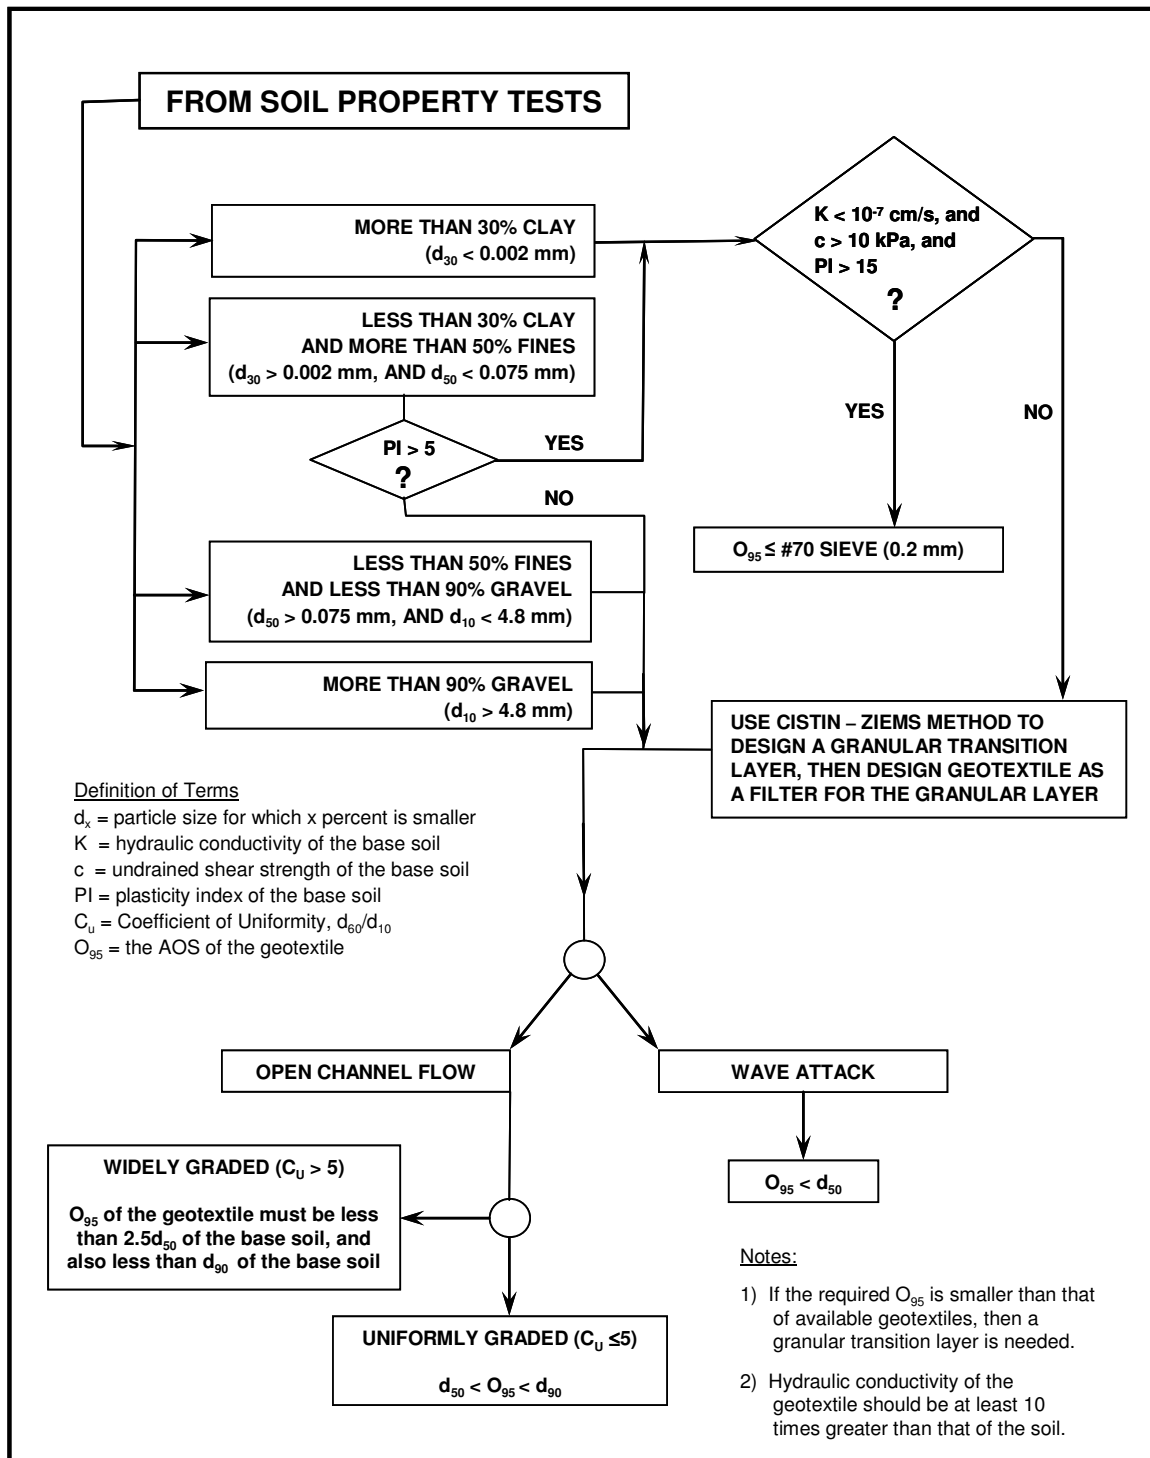 FROM SOIL PROPERTY TESTS
MORE THAN 30% CLAY
(d30 < 0.002 mm)
K < 10-7 cm/s, and
c > 10 kPa, and
PI > 15
?
LESS THAN 30% CLAY
AND MORE THAN 50% FINES
(d30 > 0.002 mm, AND d50 < 0.075 mm)
YES
NO
PI > 5
?
YES
NO
O95 ≤ #70 SIEVE (0.2 mm)
LESS THAN 50% FINES
AND LESS THAN 90% GRAVEL
(d50 > 0.075 mm, AND d10 < 4.8 mm)
MORE THAN 90% GRAVEL
(d10 > 4.8 mm)
USE CISTIN – ZIEMS METHOD TO
DESIGN A GRANULAR TRANSITION
LAYER, THEN DESIGN GEOTEXTILE AS
A FILTER FOR THE GRANULAR LAYER
Definition of Terms
dx = particle size for which x percent is smaller
K = hydraulic conductivity of the base soil
c = undrained shear strength of the base soil
PI = plasticity index of the base soil
Cu = Coefficient of Uniformity, d60/d10
O95 = the AOS of the geotextile
OPEN CHANNEL FLOW
WAVE ATTACK
WIDELY GRADED (CU > 5)
O95 of the geotextile must be less
than 2.5d50 of the base soil, and
also less than d90 of the base soil
O95 < d50
UNIFORMLY GRADED (CU ≤5)
d50 < O95 < d90
Notes:
1) If the required O95 is smaller than that
of available geotextiles, then a
granular transition layer is needed.
2) Hydraulic conductivity of the
geotextile should be at least 10
times greater than that of the soil.